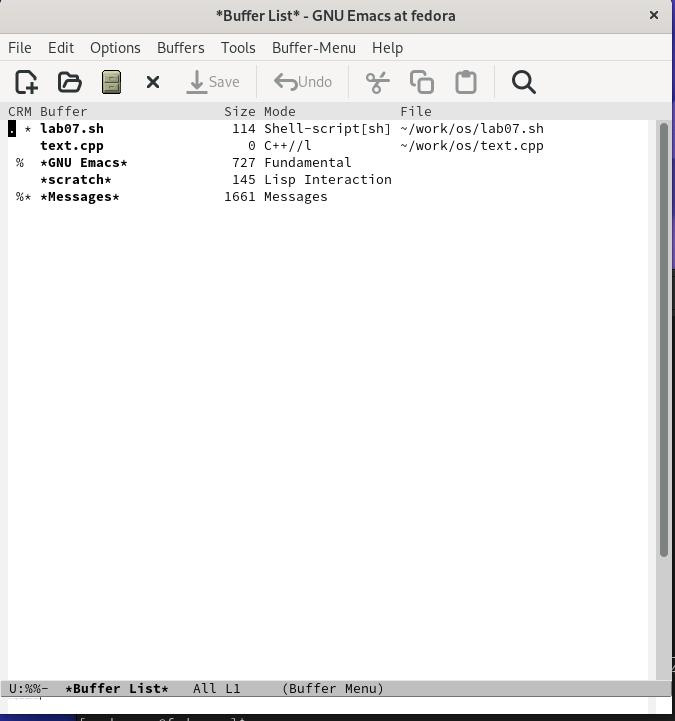 *Buffer List* - GNU Emacs at fedora
File Edit Options Buffers Tools Buffer-Menu Help
Save Undo
CRM Buffer Size Mode File
. * lab07.sh 114 Shell-script[sh] ~/work/os/lab07.sh
text.cpp 0 C++//l ~/work/os/text.cpp
% *GNU Emacs* 727 Fundamental
*scratch* 145 Lisp Interaction
%* *Messages* 1661 Messages
U:%%- *Buffer List* All L1 (Buffer Menu)